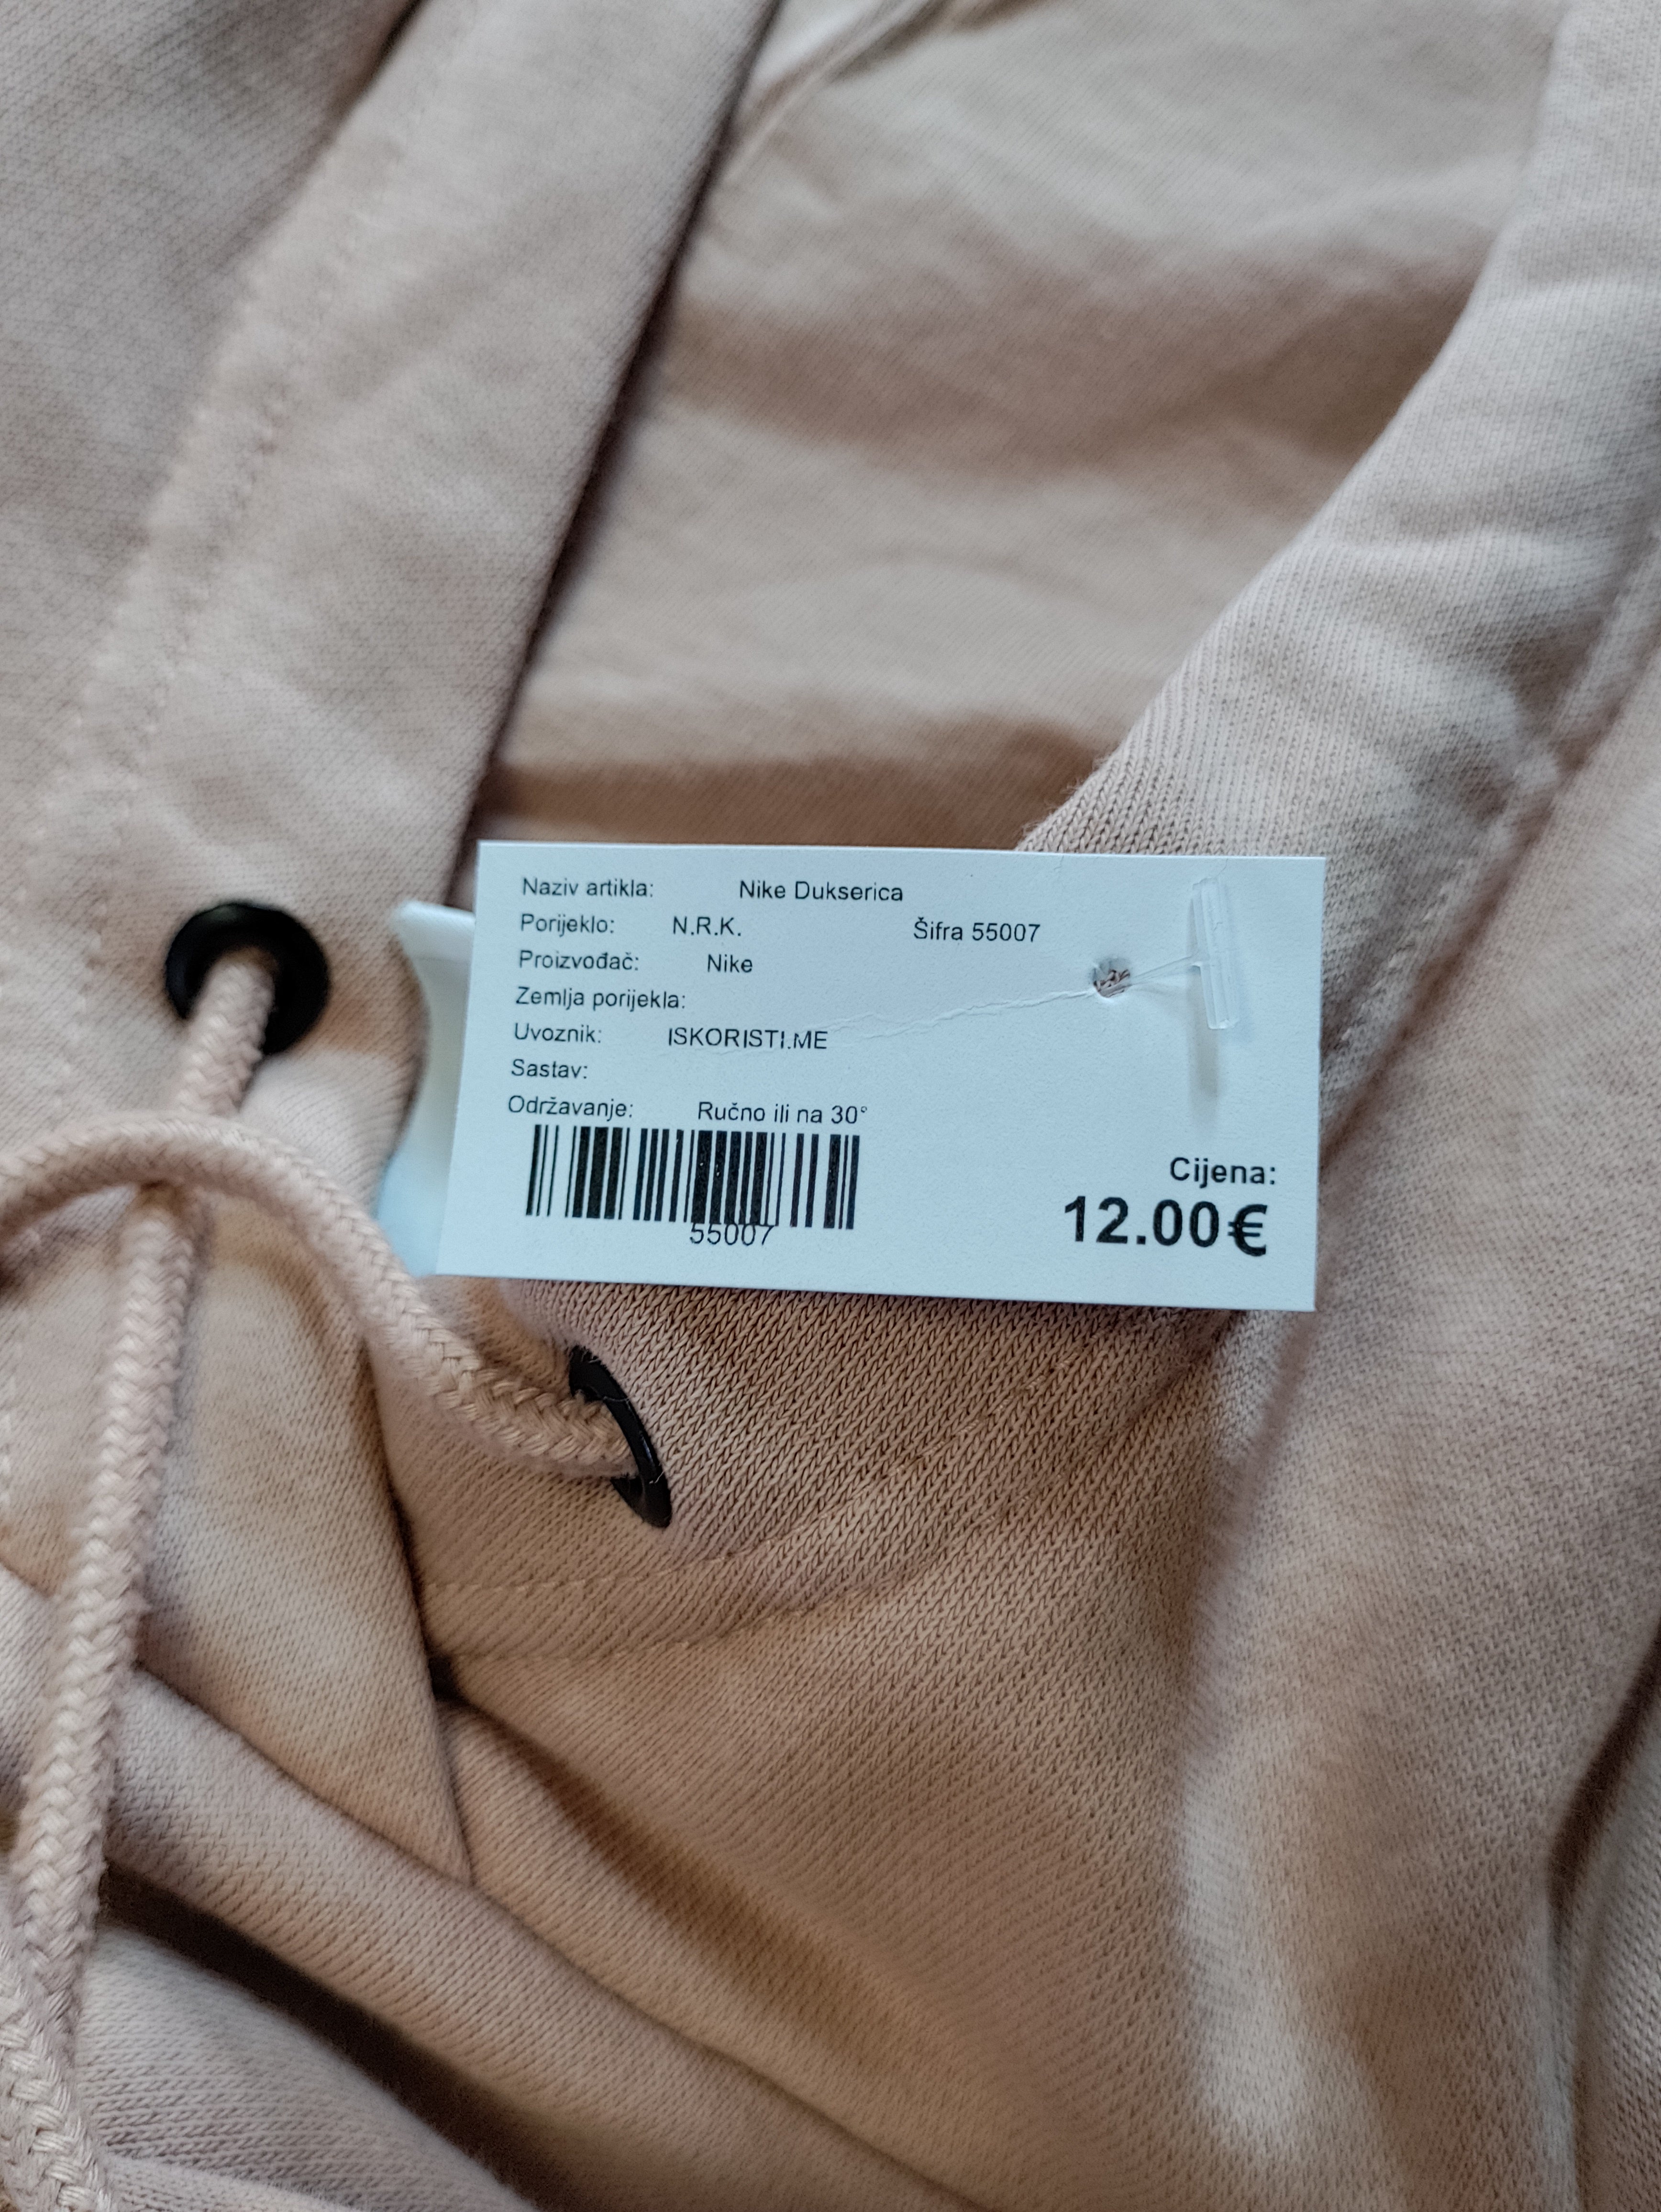 Naziv artikla: Nike Dukserica
Porijeklo: N.R.K. Šifra 55007
Proizvođač: Nike
Zemlja porijekla:
Uvoznik: ISKORISTI.ME
Sastav:
Održavanje: Ručno ili na 30°
55007
Cijena:
12.00€